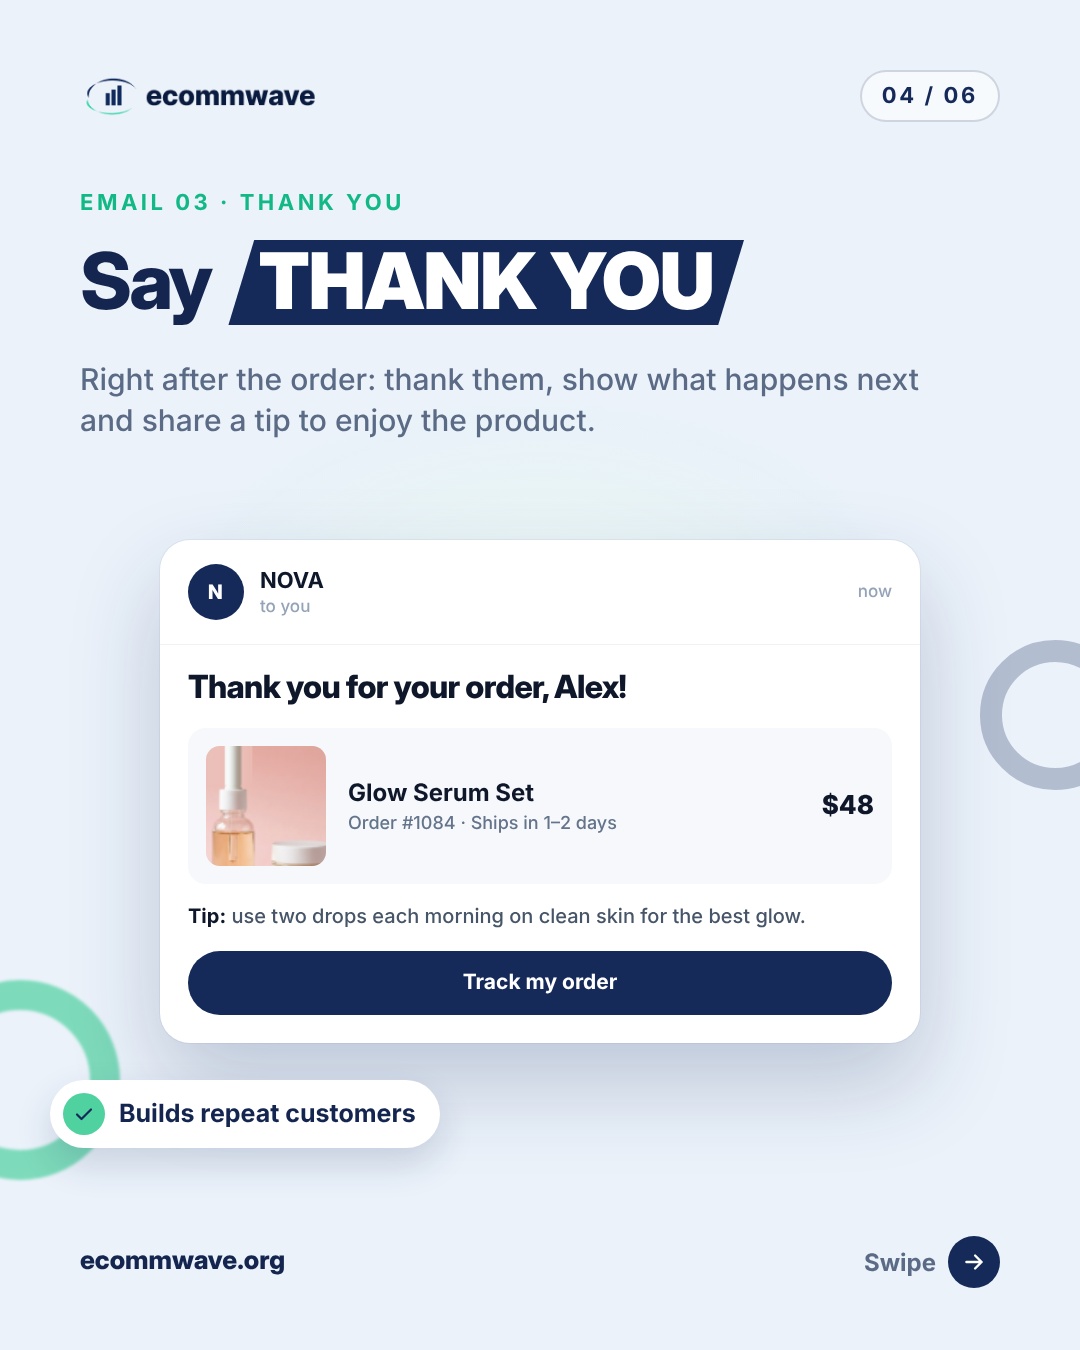 ecommwave
04 / 06
EMAIL 03 · THANK YOU
Say THANK YOU
Right after the order: thank them, show what happens next
and share a tip to enjoy the product.
N
NOVA
to you
now
Thank you for your order, Alex!
Glow Serum Set
Order #1084 · Ships in 1–2 days
$48
Tip: use two drops each morning on clean skin for the best glow.
Track my order
Builds repeat customers
ecommwave.org
Swipe